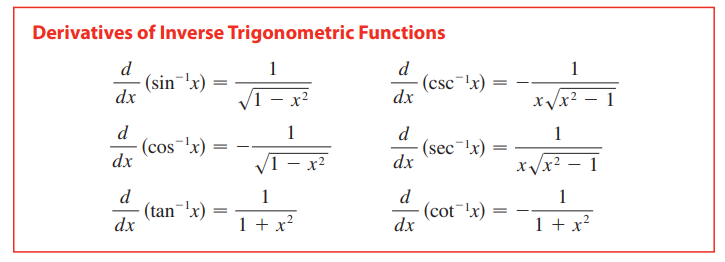 Derivatives of Inverse Trigonometric Functions
d/dx (sin⁻¹x) = 1/√(1 − x²)    d/dx (csc⁻¹x) = −1/(x√(x² − 1))
d/dx (cos⁻¹x) = −1/√(1 − x²)    d/dx (sec⁻¹x) = 1/(x√(x² − 1))
d/dx (tan⁻¹x) = 1/(1 + x²)    d/dx (cot⁻¹x) = −1/(1 + x²)